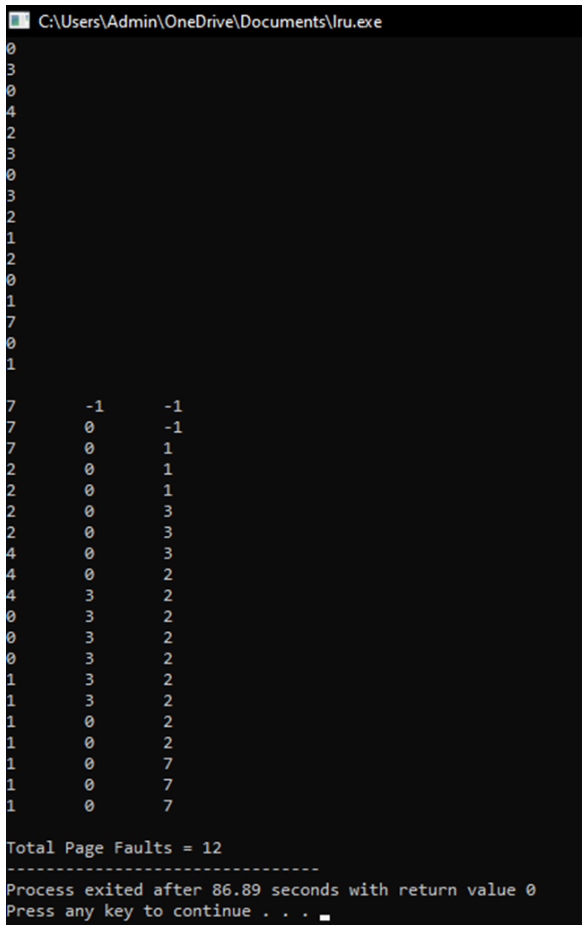 C:\Users\Admin\OneDrive\Documents\lru.exe
0
3
0
4
2
3
0
3
2
1
2
0
1
7
0
1
7 -1 -1
7 0 -1
7 0 1
2 0 1
2 0 1
2 0 3
2 0 3
4 0 3
4 0 2
4 3 2
0 3 2
0 3 2
0 3 2
1 3 2
1 3 2
1 0 2
1 0 2
1 0 7
1 0 7
1 0 7
Total Page Faults = 12
--------------------------------
Process exited after 86.89 seconds with return value 0
Press any key to continue . . .